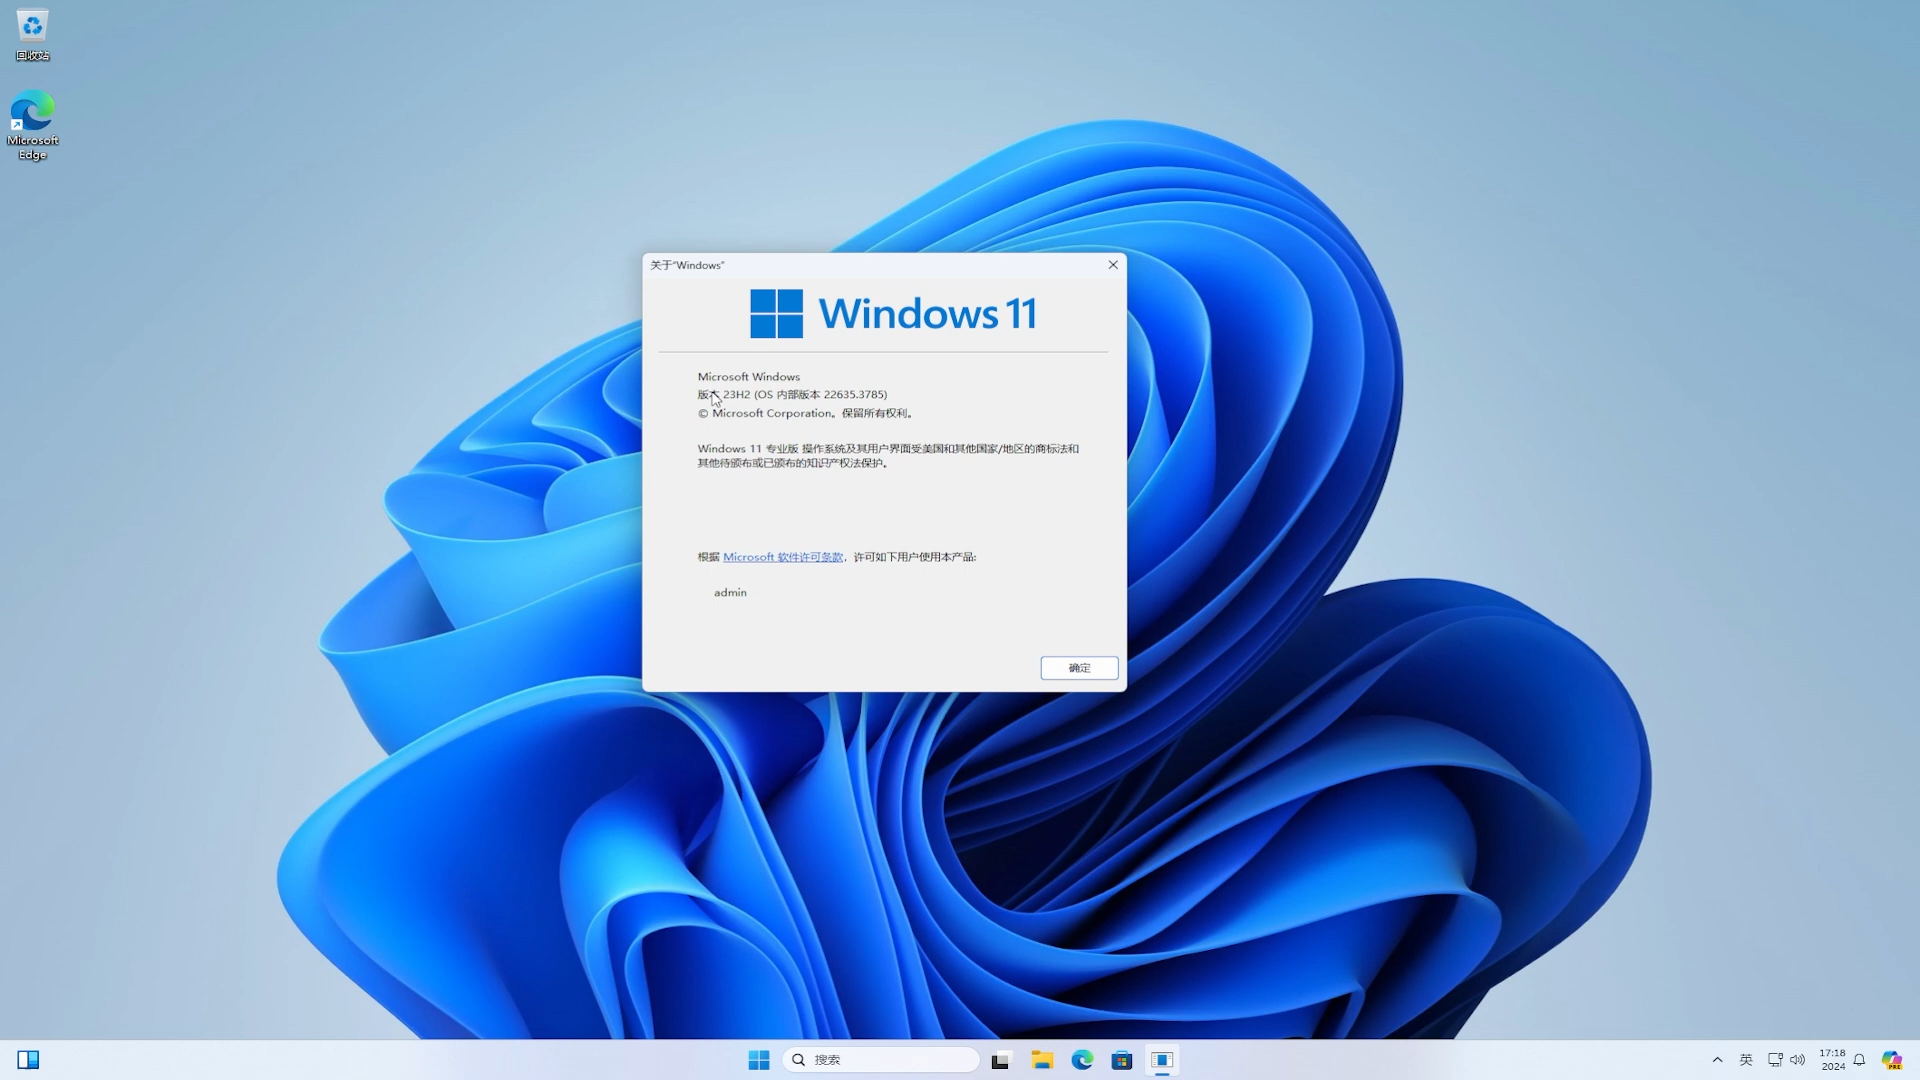 回收站
Microsoft
Edge
关于"Windows"
Windows 11
Microsoft Windows
版本 23H2 (OS 内部版本 22635.3785)
© Microsoft Corporation。保留所有权利。
Windows 11 专业版 操作系统及其用户界面受美国和其他国家/地区的商标法和
其他待颁布或已颁布的知识产权法保护。
根据 Microsoft 软件许可条款，许可如下用户使用本产品:
admin
确定
搜索
英
17:18
2024
PRE